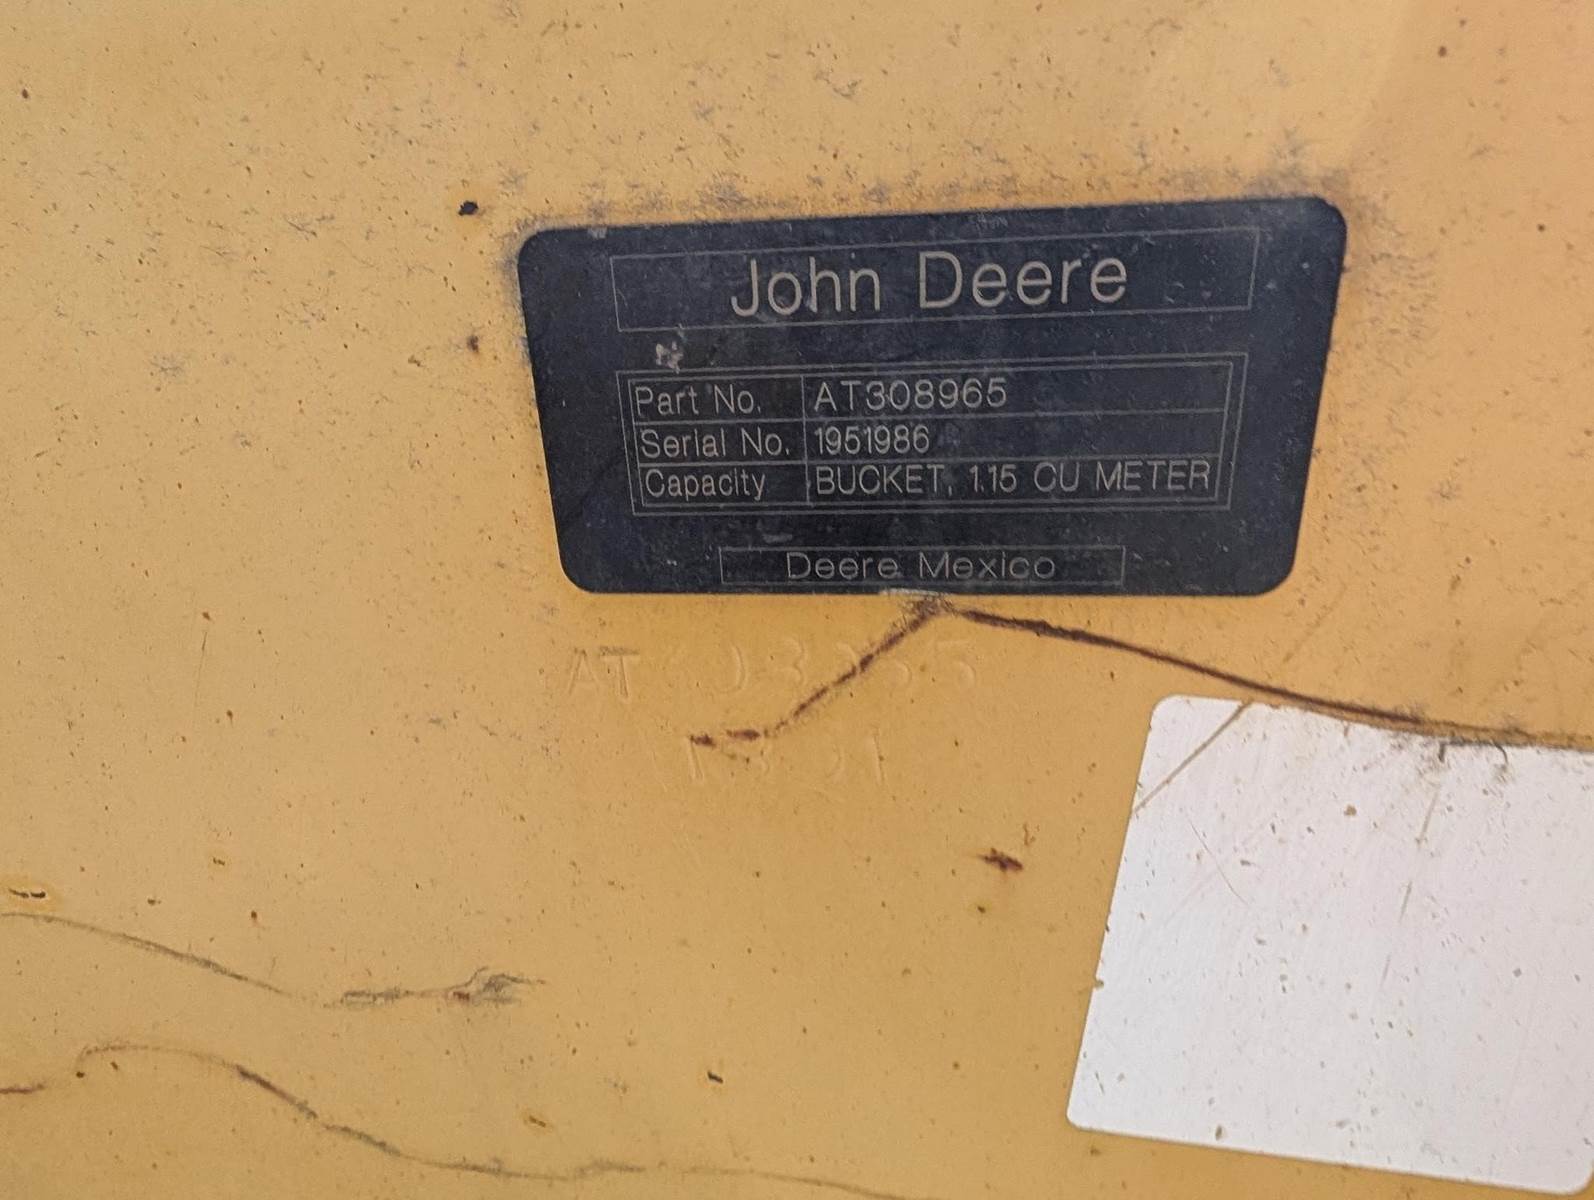 John Deere
Part No. AT308965
Serial No. 1951986
Capacity BUCKET, 1.15 CU METER
Deere Mexico